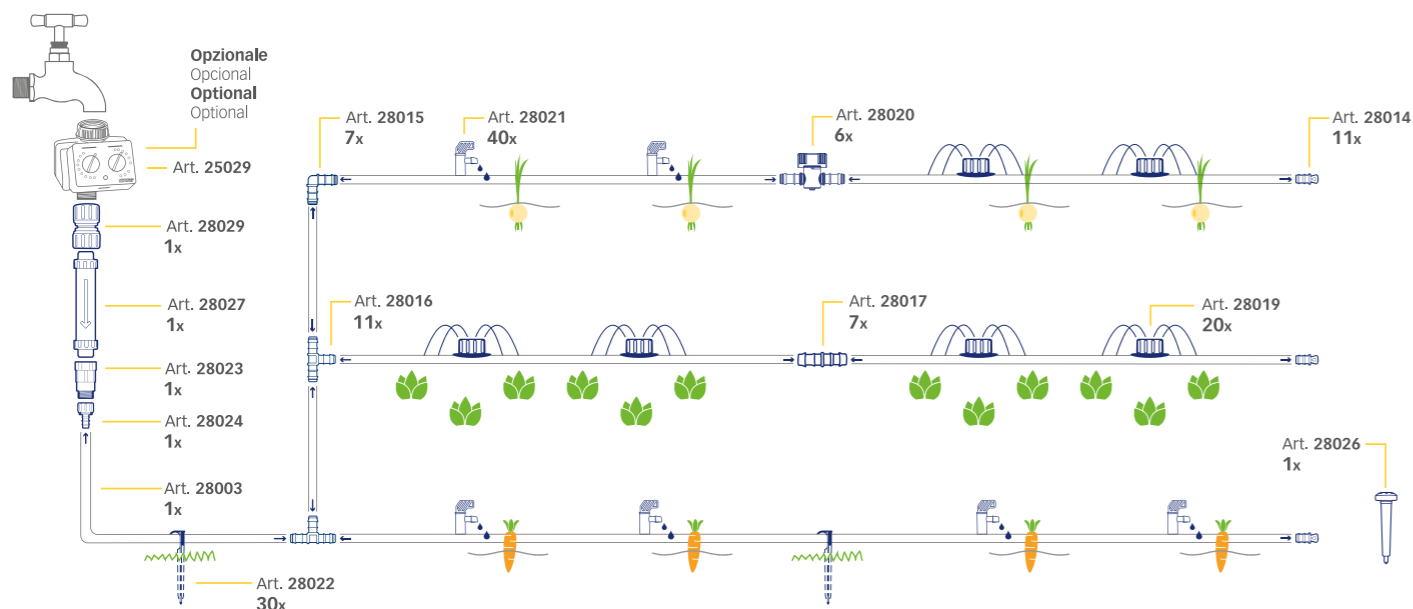 Opzionale
Opcional
Optional
Optional
Art. 25029
Art. 28029
1x
Art. 28027
1x
Art. 28023
1x
Art. 28024
1x
Art. 28003
1x
Art. 28022
30x
Art. 28015
7x
Art. 28021
40x
Art. 28020
6x
Art. 28014
11x
Art. 28016
11x
Art. 28017
7x
Art. 28019
20x
Art. 28026
1x